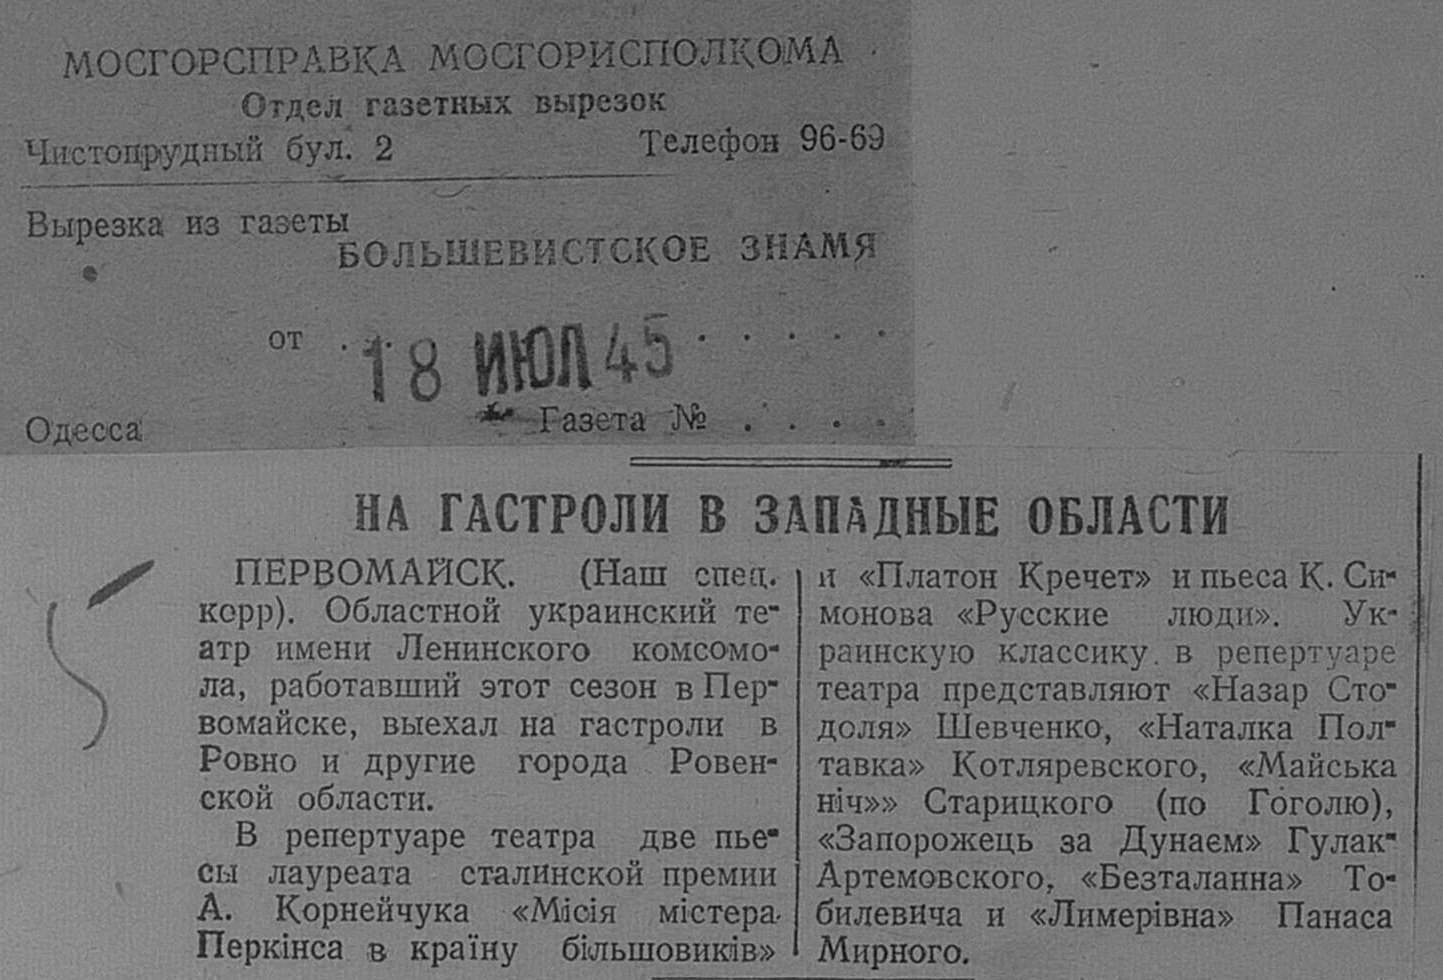 МОСГОРСПРАВКА МОСГОРИСПОЛКОМА
Отдел газетных вырезок
Чистопрудный бул. 2 Телефон 96-69
Вырезка из газеты
БОЛЬШЕВИСТСКОЕ ЗНАМЯ
от . . 18 ИЮЛ 45 . . . . .
Одесса Газета № . . . .
НА ГАСТРОЛИ В ЗАПАДНЫЕ ОБЛАСТИ
ПЕРВОМАЙСК. (Наш спец.
корр). Областной украинский те-
атр имени Ленинского комсомо-
ла, работавший этот сезон в Пер-
вомайске, выехал на гастроли в
Ровно и другие города Ровен-
ской области.
В репертуаре театра две пье-
сы лауреата сталинской премии
А. Корнейчука «Місія містера
Перкінса в країну більшовиків»
и «Платон Кречет» и пьеса К. Си-
монова «Русские люди». Ук-
раинскую классику в репертуаре
театра представляют «Назар Сто-
доля» Шевченко, «Наталка Пол-
тавка» Котляревского, «Майська
ніч»» Старицкого (по Гоголю),
«Запорожець за Дунаєм» Гулак-
Артемовского, «Безталанна» То-
билевича и «Лимерівна» Панаса
Мирного.